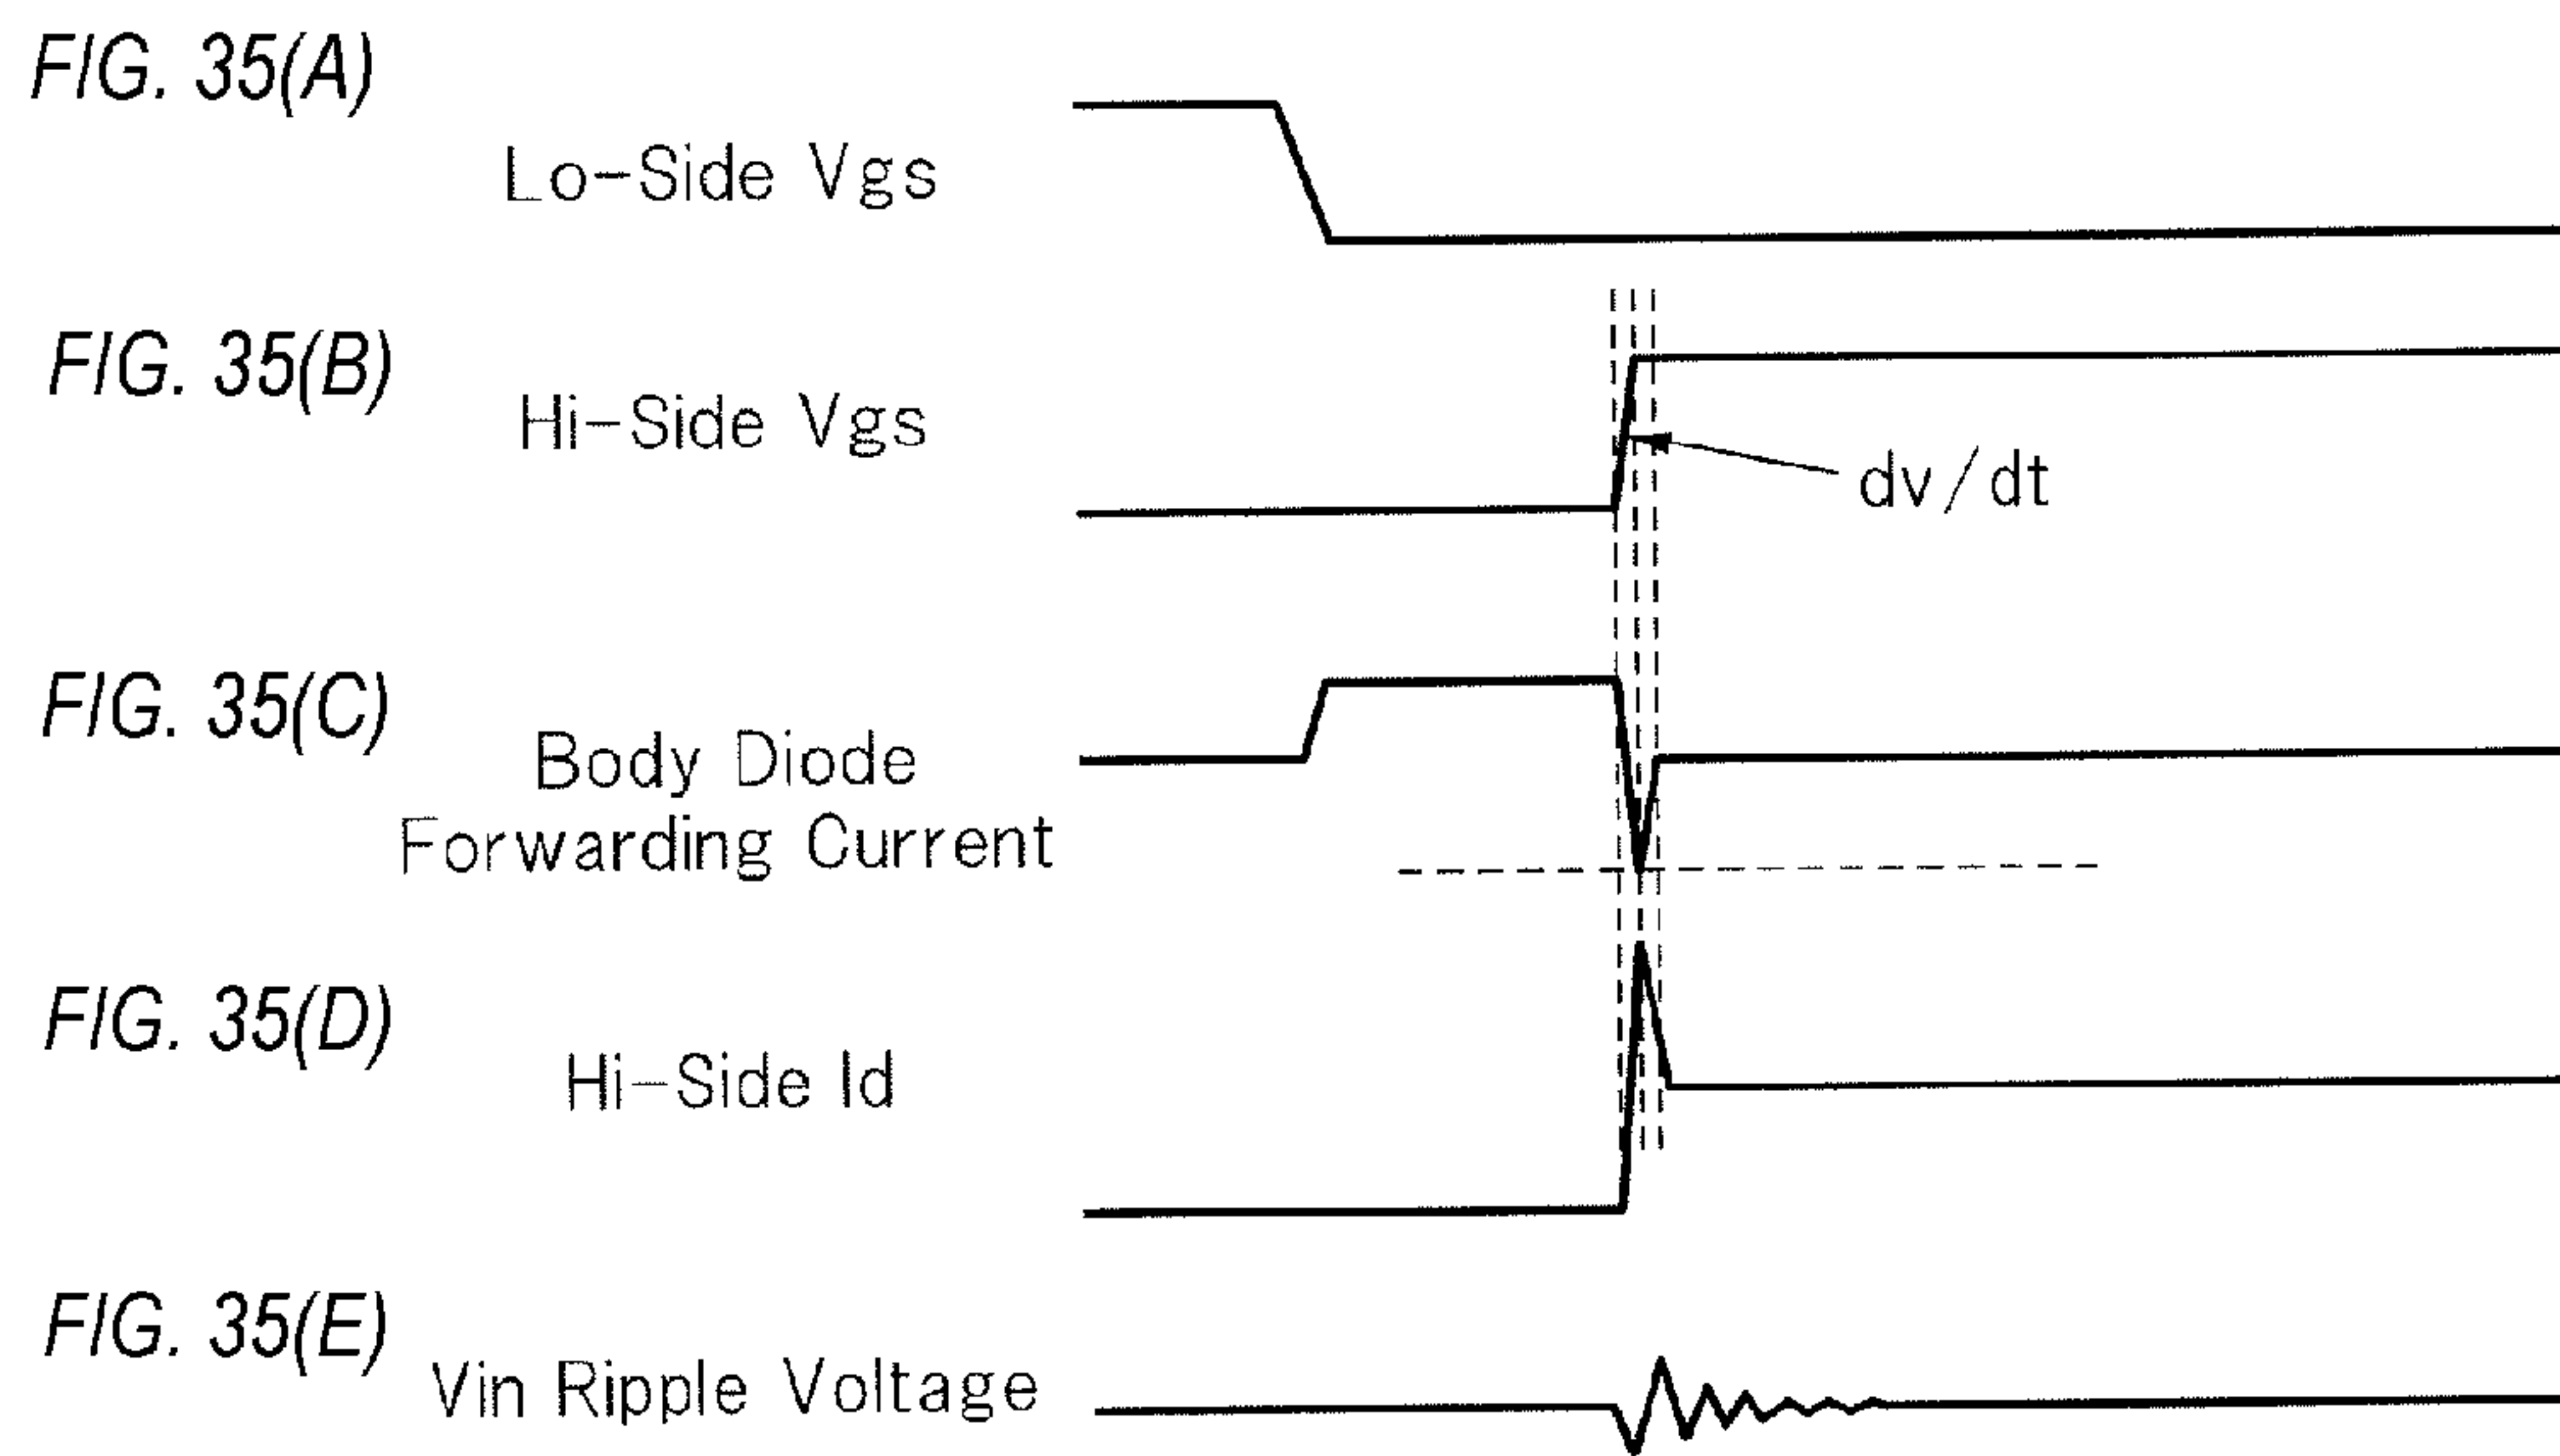 FIG. 35(A)
Lo-Side Vgs
FIG. 35(B)
Hi-Side Vgs
dv/dt
FIG. 35(C)
Body Diode
Forwarding Current
FIG. 35(D)
Hi-Side Id
FIG. 35(E)
Vin Ripple Voltage